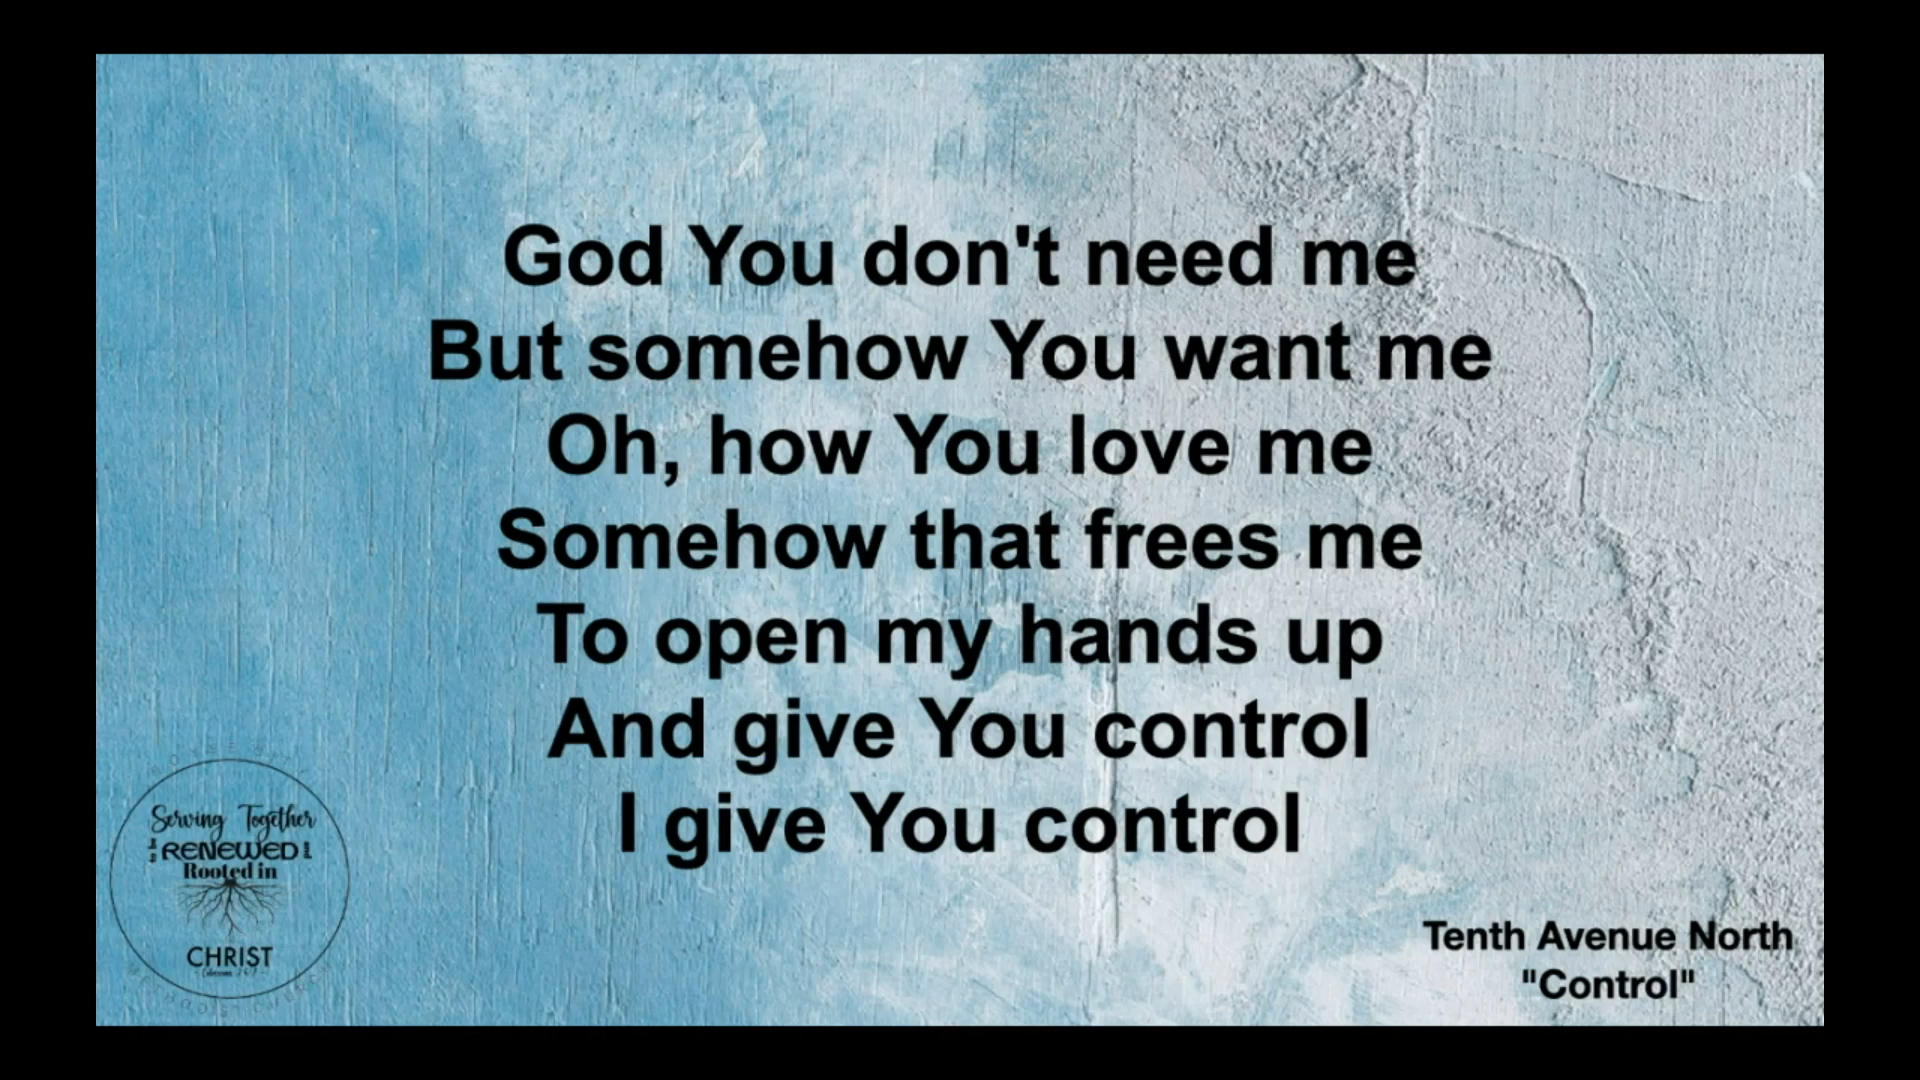 God You don't need me
But somehow You want me
Oh, how You love me
Somehow that frees me
To open my hands up
And give You control
I give You control
Serving Together
RENEWED
Rooted in
CHRIST
Tenth Avenue North
"Control"